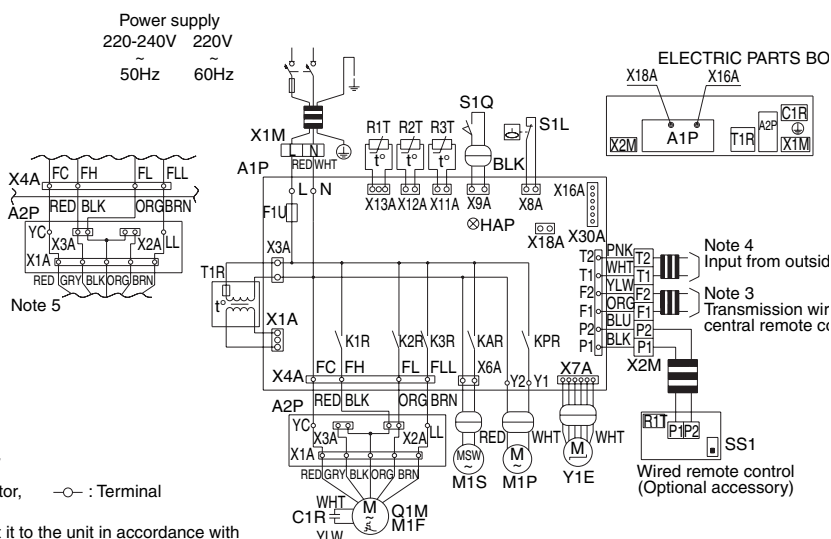 Power supply
220-240V 220V
~ ~
50Hz 60Hz
ELECTRIC PARTS BO
X18A X16A
X2M A1P T1R A2P C1R X1M
S1Q
S1L
R1T R2T R3T
t° t° t°
BLK
X1M
L N
RED WHT
A1P
L N
X13A X12A X11A X9A X8A
X16A
HAP
X18A
X30A
F1U
X3A
T1R
t°
X1A
X4A
FC FH FL FLL
RED BLK ORG BRN
A2P
YC X3A X2A LL
X1A
RED GRY BLK ORG BRN
Note 5
T2 PNK T2
T1 WHT T1
Note 4
Input from outsid
F2 YLW F2
F1 ORG F1
Note 3
Transmission wir
central remote co
P2 BLU P2
P1 BLK P1
X2M
K1R K2R K3R KAR KPR
FC FH FL FLL
X4A
X6A
Y2 Y1
X7A
RED BLK ORG BRN
A2P
YC X3A X2A LL
X1A
RED GRY BLK ORG BRN
RED WHT WHT
MSW
~
M1S
M
~
M1P
M
Y1E
R1T
P1 P2
SS1
Wired remote control
(Optional accessory)
WHT
C1R
YLW
M
~
Q1M
M1F
tor, : Terminal
t it to the unit in accordance with